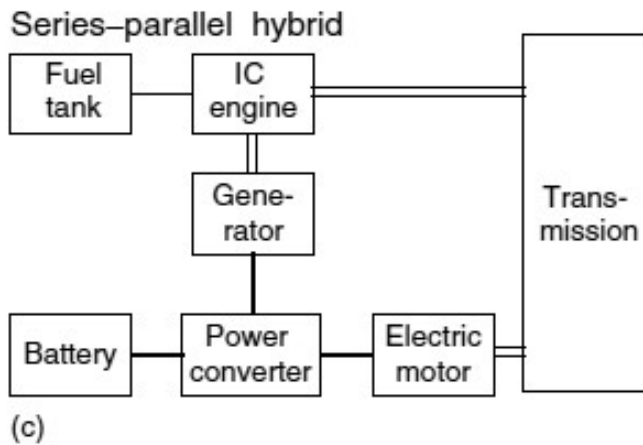 Series–parallel hybrid
Fuel
tank
IC
engine
Gene-
rator
Trans-
mission
Battery
Power
converter
Electric
motor
(c)